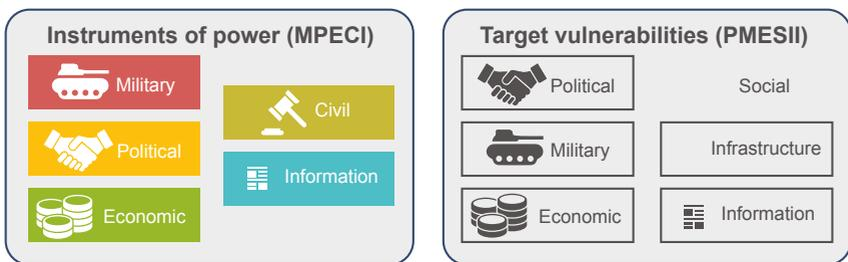 Instruments of power (MPECI)
Military
Political
Economic
Civil
Information
Target vulnerabilities (PMESII)
Political
Military
Economic
Social
Infrastructure
Information